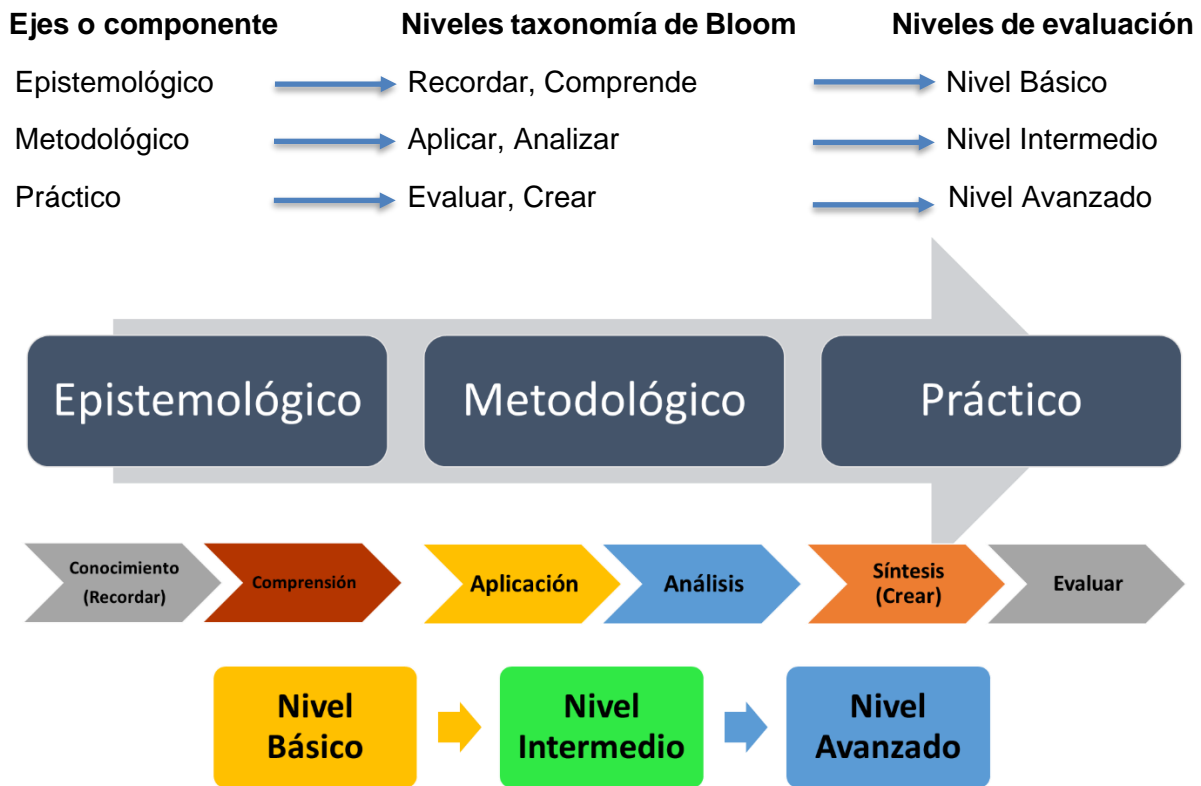 Ejes o componente Niveles taxonomía de Bloom Niveles de evaluación
Epistemológico Recordar, Comprende Nivel Básico
Metodológico Aplicar, Analizar Nivel Intermedio
Práctico Evaluar, Crear Nivel Avanzado
Epistemológico Metodológico Práctico
Conocimiento
(Recordar)
Comprensión
Aplicación
Análisis
Síntesis
(Crear)
Evaluar
Nivel
Básico
Nivel
Intermedio
Nivel
Avanzado